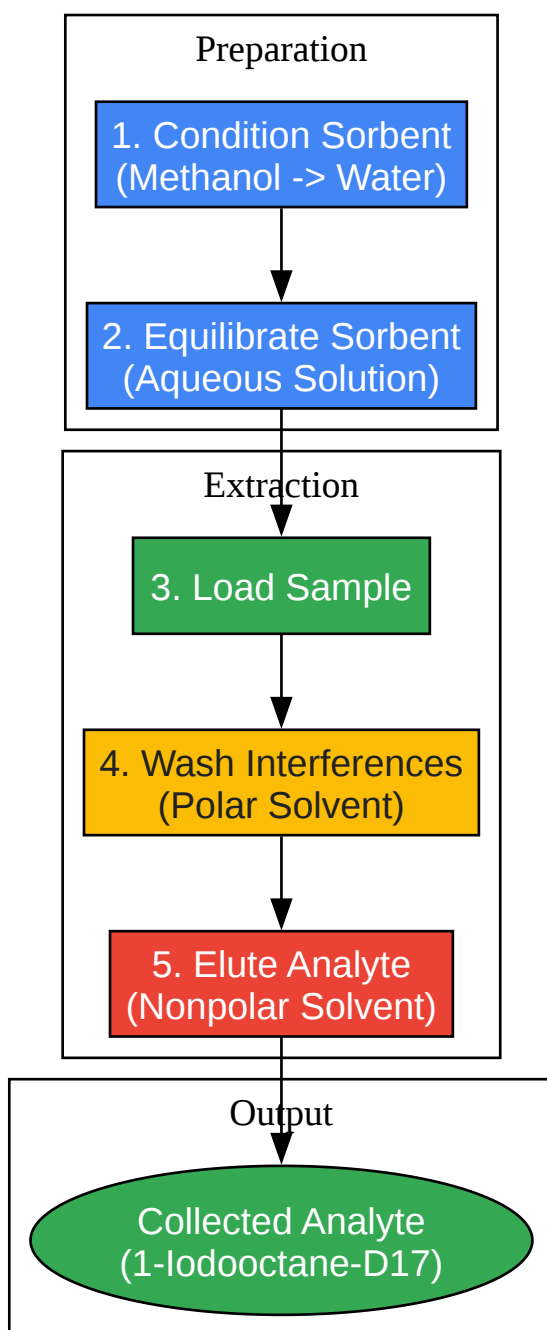 Preparation
1. Condition Sorbent
(Methanol -> Water)
2. Equilibrate Sorbent
(Aqueous Solution)
Extraction
3. Load Sample
4. Wash Interferences
(Polar Solvent)
5. Elute Analyte
(Nonpolar Solvent)
Output
Collected Analyte
(1-Iodooctane-D17)